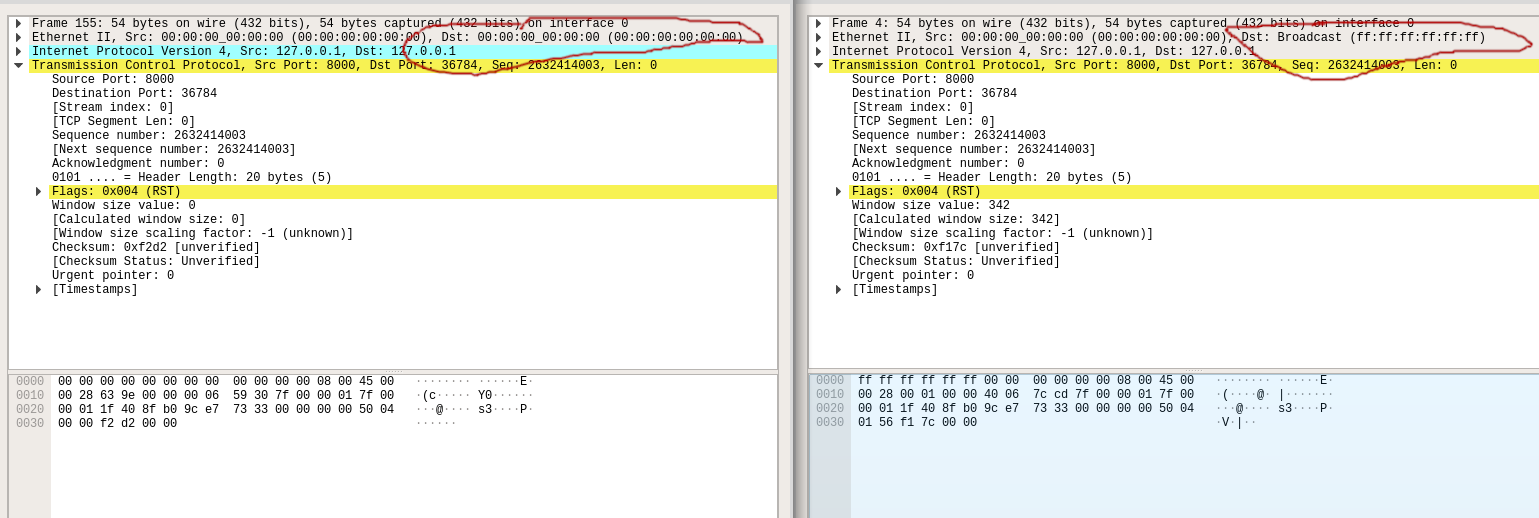 Frame 155: 54 bytes on wire (432 bits), 54 bytes captured (432 bits) on interface 0
Ethernet II, Src: 00:00:00_00:00:00 (00:00:00:00:00:00), Dst: 00:00:00_00:00:00 (00:00:00:00:00:00)
Internet Protocol Version 4, Src: 127.0.0.1, Dst: 127.0.0.1
Transmission Control Protocol, Src Port: 8000, Dst Port: 36784, Seq: 2632414003, Len: 0
Source Port: 8000
Destination Port: 36784
[Stream index: 0]
[TCP Segment Len: 0]
Sequence number: 2632414003
[Next sequence number: 2632414003]
Acknowledgment number: 0
0101 .... = Header Length: 20 bytes (5)
Flags: 0x004 (RST)
Window size value: 0
[Calculated window size: 0]
[Window size scaling factor: -1 (unknown)]
Checksum: 0xf2d2 [unverified]
[Checksum Status: Unverified]
Urgent pointer: 0
[Timestamps]
0000 00 00 00 00 00 00 00 00 00 00 00 00 08 00 45 00 ········ ······E·
0010 00 28 63 9e 00 00 00 06 59 30 7f 00 00 01 7f 00 ·(c····· Y0······
0020 00 01 1f 40 8f b0 9c e7 73 33 00 00 00 00 50 04 ···@···· s3····P·
0030 00 00 f2 d2 00 00 ······
Frame 4: 54 bytes on wire (432 bits), 54 bytes captured (432 bits) on interface 0
Ethernet II, Src: 00:00:00_00:00:00 (00:00:00:00:00:00), Dst: Broadcast (ff:ff:ff:ff:ff:ff)
Internet Protocol Version 4, Src: 127.0.0.1, Dst: 127.0.0.1
Transmission Control Protocol, Src Port: 8000, Dst Port: 36784, Seq: 2632414003, Len: 0
Source Port: 8000
Destination Port: 36784
[Stream index: 0]
[TCP Segment Len: 0]
Sequence number: 2632414003
[Next sequence number: 2632414003]
Acknowledgment number: 0
0101 .... = Header Length: 20 bytes (5)
Flags: 0x004 (RST)
Window size value: 342
[Calculated window size: 342]
[Window size scaling factor: -1 (unknown)]
Checksum: 0xf17c [unverified]
[Checksum Status: Unverified]
Urgent pointer: 0
[Timestamps]
0000 ff ff ff ff ff ff 00 00 00 00 00 00 08 00 45 00 ········ ······E·
0010 00 28 00 01 00 00 40 06 7c cd 7f 00 00 01 7f 00 ·(····@· |·······
0020 00 01 1f 40 8f b0 9c e7 73 33 00 00 00 00 50 04 ···@···· s3····P·
0030 01 56 f1 7c 00 00 ·V·|··